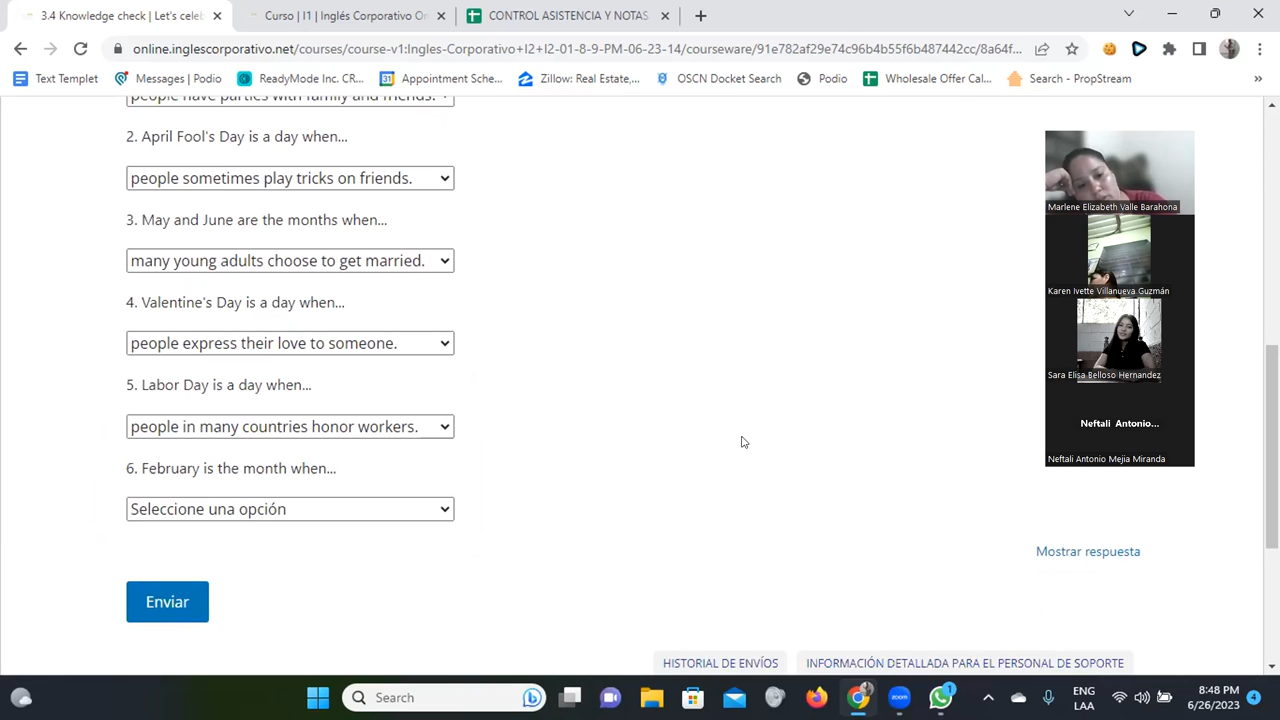 3.4 Knowledge check | Let's celeb
Curso | I1 | Inglés Corporativo On
CONTROL ASISTENCIA Y NOTAS
online.inglescorporativo.net/courses/course-v1:Ingles-Corporativo+I2+I2-01-8-9-PM-06-23-14/courseware/91e782af29e74c96b4b55f6b487442cc/8a64f...
Text Templet
Messages | Podio
ReadyMode Inc. CR...
Appointment Sche...
Zillow: Real Estate,...
OSCN Docket Search
Podio
Wholesale Offer Cal...
Search - PropStream
»
people have parties with family and friends.
2. April Fool's Day is a day when...
people sometimes play tricks on friends.
3. May and June are the months when...
many young adults choose to get married.
4. Valentine's Day is a day when...
people express their love to someone.
5. Labor Day is a day when...
people in many countries honor workers.
6. February is the month when...
Seleccione una opción
Mostrar respuesta
Enviar
HISTORIAL DE ENVÍOS
INFORMACIÓN DETALLADA PARA EL PERSONAL DE SOPORTE
Marlene Elizabeth Valle Barahona
Karen Ivette Villanueva Guzmán
Sara Elisa Belloso Hernandez
Neftali Antonio...
Neftali Antonio Mejia Miranda
Search
zoom
1
ENG
LAA
8:48 PM
6/26/2023
4